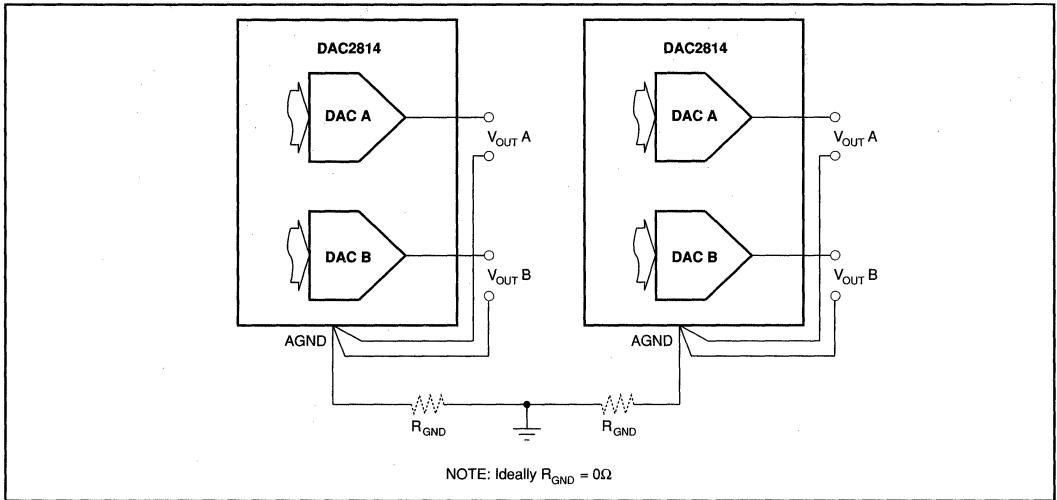 DAC2814
DAC A
V_OUT A
DAC B
V_OUT B
AGND
DAC2814
DAC A
V_OUT A
DAC B
V_OUT B
AGND
R_GND
R_GND
NOTE: Ideally R_GND = 0Ω